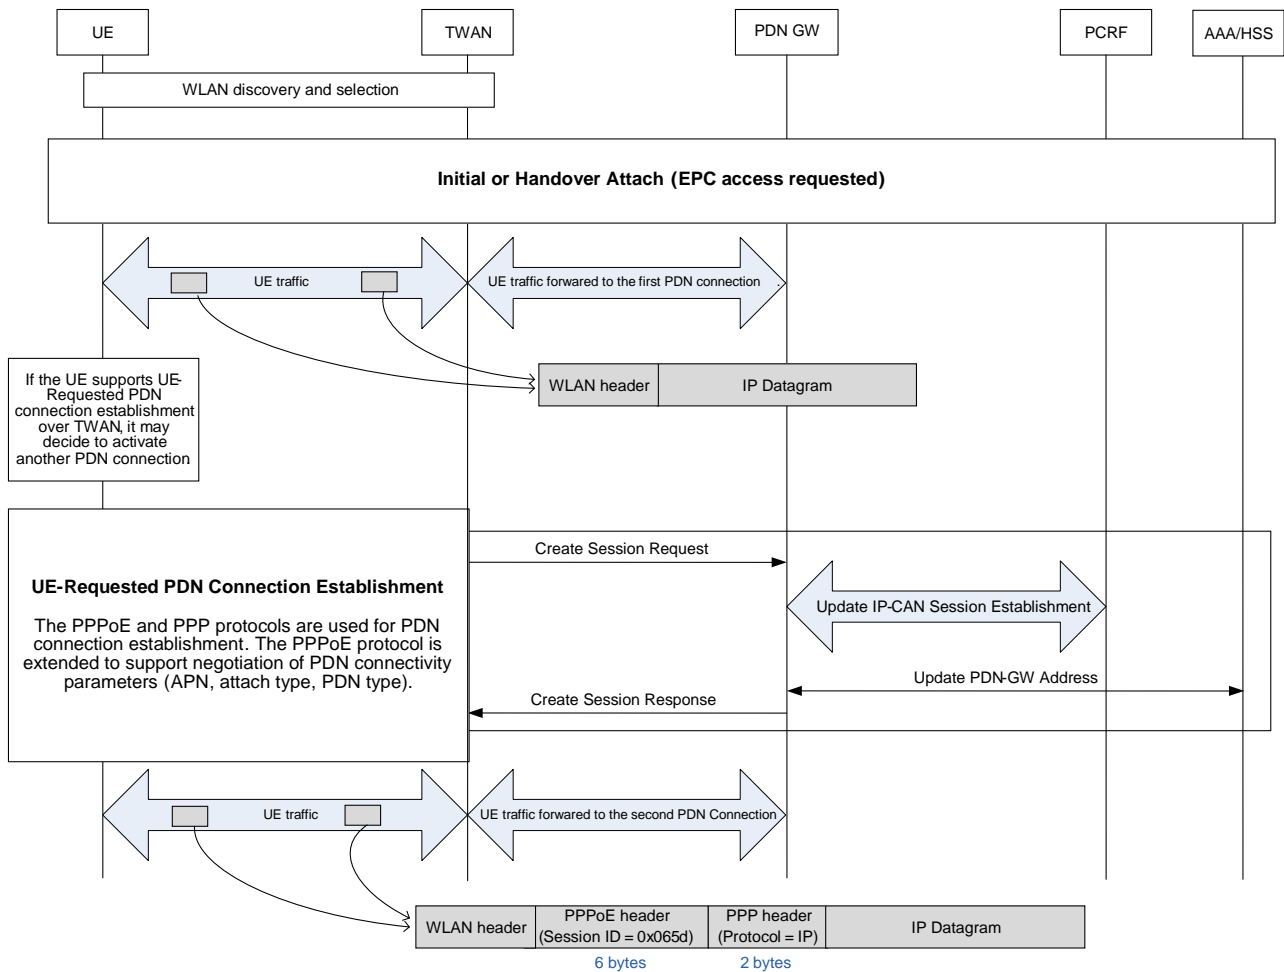 UE
TWAN
PDN GW
PCRF
AAA/HSS
WLAN discovery and selection
Initial or Handover Attach (EPC access requested)
UE traffic
UE traffic forwared to the first PDN connection .
WLAN header
IP Datagram
If the UE supports UE-
Requested PDN
connection establishment
over TWAN, it may
decide to activate
another PDN connection
Create Session Request
UE-Requested PDN Connection Establishment
The PPPoE and PPP protocols are used for PDN
connection establishment. The PPPoE protocol is
extended to support negotiation of PDN connectivity
parameters (APN, attach type, PDN type).
Update IP-CAN Session Establishment
Update PDN-GW Address
Create Session Response
UE traffic
UE traffic forwared to the second PDN Connection
WLAN header
PPPoE header
(Session ID = 0x065d)
PPP header
(Protocol = IP)
IP Datagram
6 bytes
2 bytes